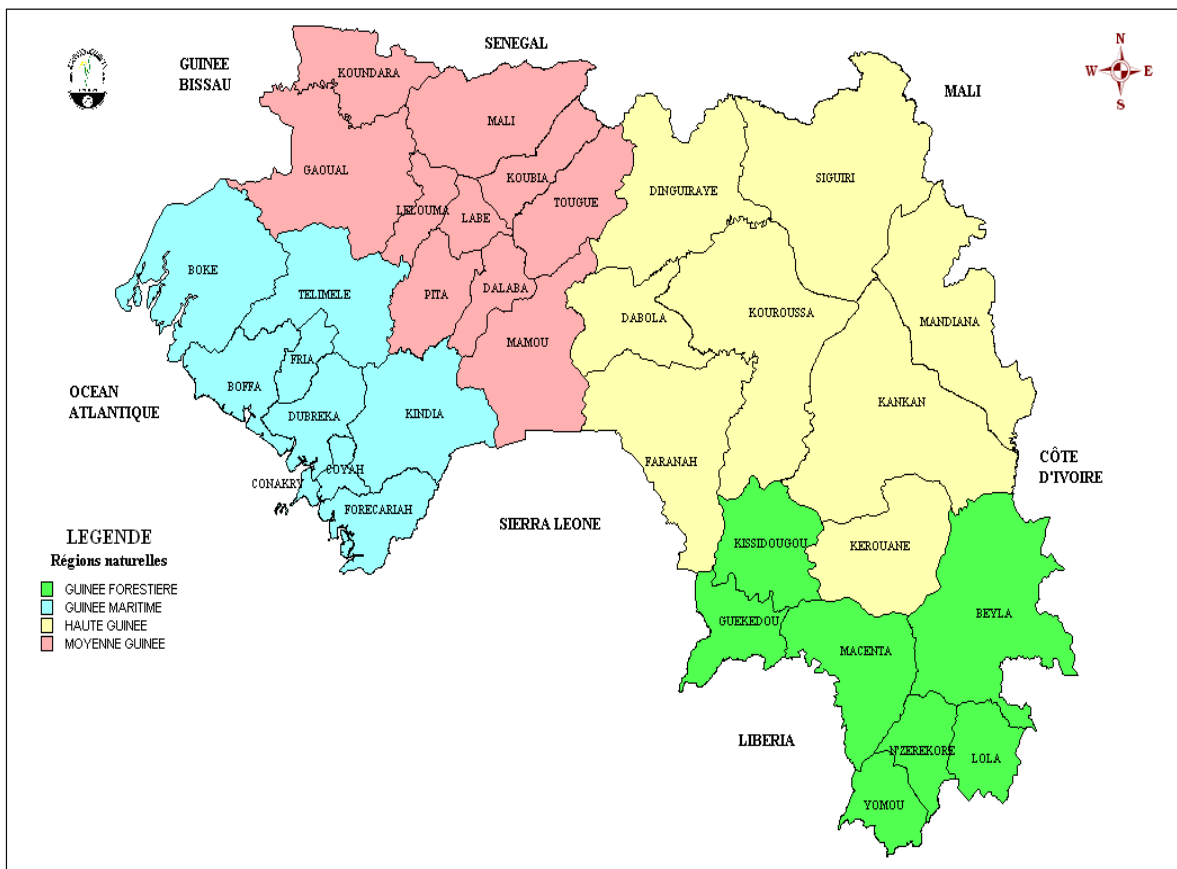 GUINEE
BISSAU
SENEGAL
MALI
N
W
E
S
KOUNDARA
MALI
GAOUAL
KOUBIA
LELOUMA
LABE
TOUGUE
DINGUIRAYE
SIGUIRI
BOKE
TELIMELE
PITA
DALABA
DABOLA
KOUROUSSA
MANDIANA
FRIA
MAMOU
OCEAN
ATLANTIQUE
BOFFA
DUBREKA
KINDIA
KANKAN
COYAH
CONAKRY
FORECARIAH
FARANAH
CÔTE
D'IVOIRE
SIERRA LEONE
KISSIDOUGOU
KEROUANE
LEGENDE
Régions naturelles
GUINEE FORESTIERE
GUINEE MARITIME
HAUTE GUINEE
MOYENNE GUINEE
GUEKEDOU
BEYLA
MACENTA
LIBERIA
N'ZEREKORE
LOLA
YOMOU